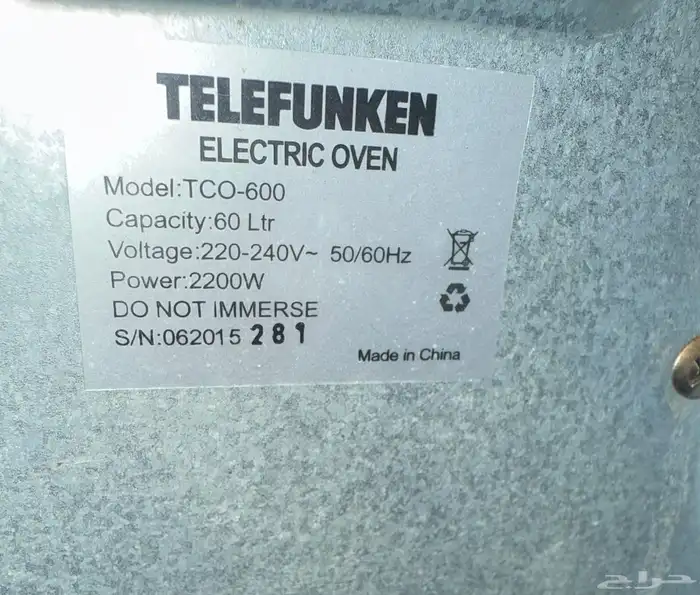 TELEFUNKEN
ELECTRIC OVEN
Model:TCO-600
Capacity:60 Ltr
Voltage:220-240V~ 50/60Hz
Power:2200W
DO NOT IMMERSE
S/N:062015 281
Made in China
حراج